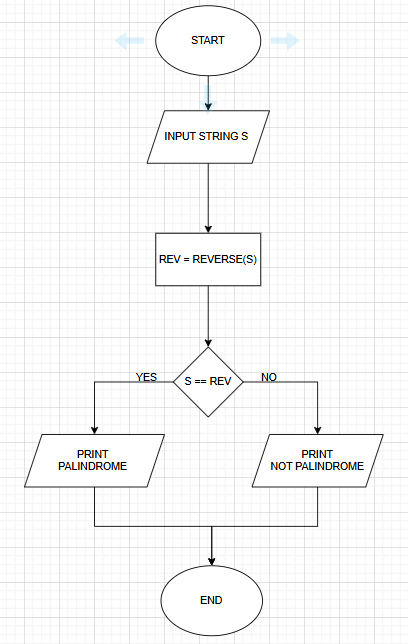 START
INPUT STRING S
REV = REVERSE(S)
YES
S == REV
NO
PRINT
PALINDROME
PRINT
NOT PALINDROME
END